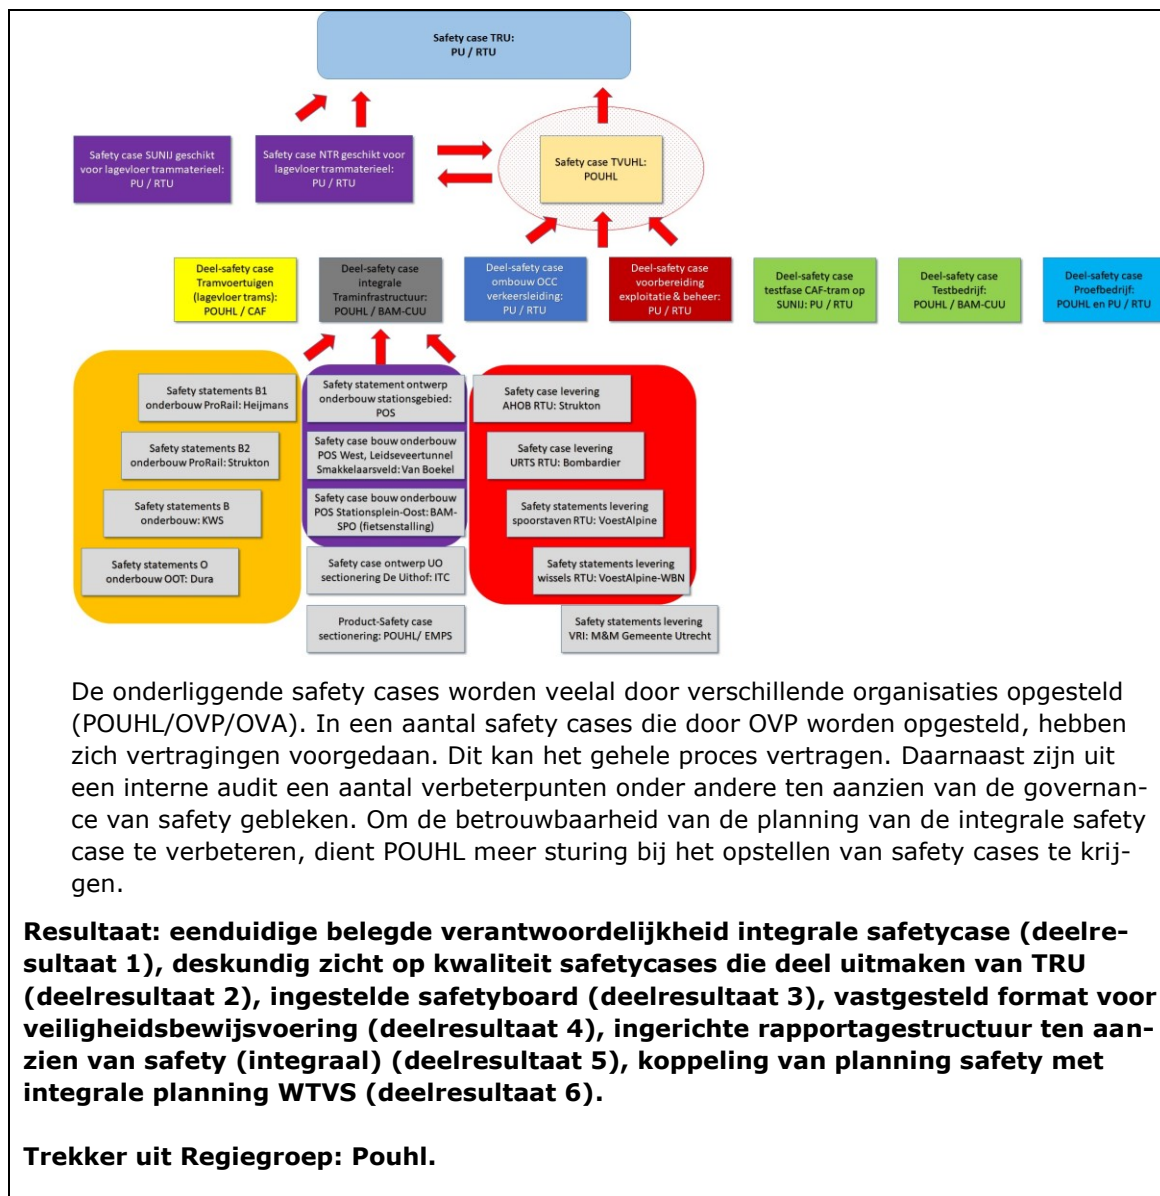 Safety case TRU:
PU / RTU
Safety case SUNIJ geschikt
voor lagevloer trammaterieel:
PU / RTU
Safety case NTR geschikt voor
lagevloer trammaterieel:
PU / RTU
Safety case TVUHL:
POUHL
Deel-safety case
Tramvoertuigen
(lagevloer trams):
POUHL / CAF
Deel-safety case
integrale
Traminfrastructuur:
POUHL / BAM-CUU
Deel-safety case
ombouw OCC
verkeersleiding:
PU / RTU
Deel-safety case
voorbereiding
exploitatie & beheer:
PU / RTU
Deel-safety case
testfase CAF-tram op
SUNIJ: PU / RTU
Deel-safety case
Testbedrijf:
POUHL / BAM-CUU
Deel-safety case
Proefbedrijf:
POUHL en PU / RTU
Safety statements B1
onderbouw ProRail: Heijmans
Safety statements B2
onderbouw ProRail: Strukton
Safety statements B
onderbouw: KWS
Safety statements O
onderbouw OOT: Dura
Safety statement ontwerp
onderbouw stationsgebied:
POS
Safety case bouw onderbouw
POS West, Leidseveertunnel
Smakkelaarsveld: Van Boekel
Safety case bouw onderbouw
POS Stationsplein-Oost: BAM-
SPO (fietsenstalling)
Safety case ontwerp UO
sectionering De Uithof: ITC
Product-Safety case
sectionering: POUHL/ EMPS
Safety case levering
AHOB RTU: Strukton
Safety case levering
URTS RTU: Bombardier
Safety statements levering
spoorstaven RTU: VoestAlpine
Safety statements levering
wissels RTU: VoestAlpine-WBN
Safety statements levering
VRI: M&M Gemeente Utrecht
De onderliggende safety cases worden veelal door verschillende organisaties opgesteld
(POUHL/OVP/OVA). In een aantal safety cases die door OVP worden opgesteld, hebben
zich vertragingen voorgedaan. Dit kan het gehele proces vertragen. Daarnaast zijn uit
een interne audit een aantal verbeterpunten onder andere ten aanzien van de governan-
ce van safety gebleken. Om de betrouwbaarheid van de planning van de integrale safety
case te verbeteren, dient POUHL meer sturing bij het opstellen van safety cases te krij-
gen.
Resultaat: eenduidige belegde verantwoordelijkheid integrale safetycase (deelre-
sultaat 1), deskundig zicht op kwaliteit safetycases die deel uitmaken van TRU
(deelresultaat 2), ingestelde safetyboard (deelresultaat 3), vastgesteld format voor
veiligheidsbewijsvoering (deelresultaat 4), ingerichte rapportagestructuur ten aan-
zien van safety (integraal) (deelresultaat 5), koppeling van planning safety met
integrale planning WTVS (deelresultaat 6).
Trekker uit Regiegroep: Pouhl.